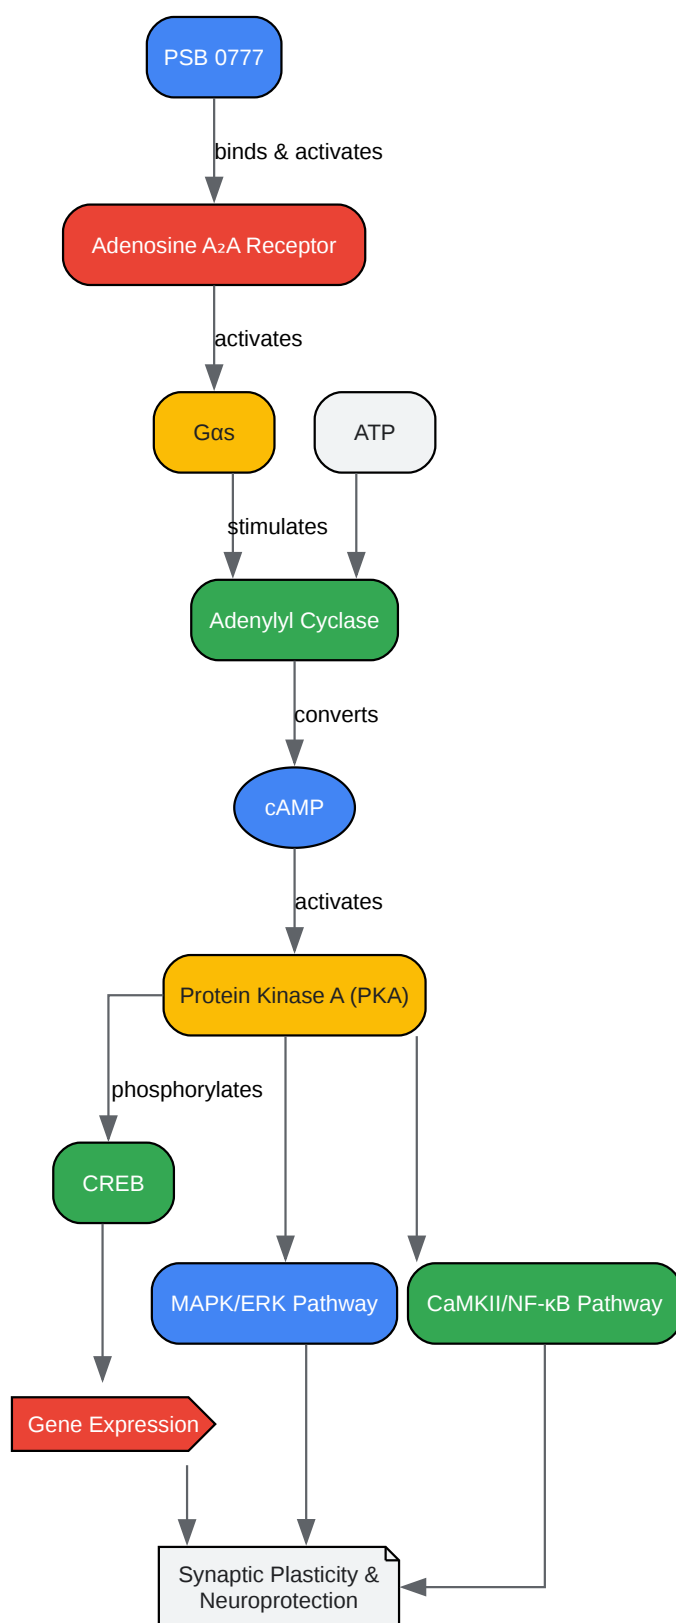 PSB 0777
binds & activates
Adenosine A₂A Receptor
activates
Gαs
ATP
stimulates
Adenylyl Cyclase
converts
cAMP
activates
Protein Kinase A (PKA)
phosphorylates
CREB
MAPK/ERK Pathway
CaMKII/NF-κB Pathway
Gene Expression
Synaptic Plasticity &
Neuroprotection